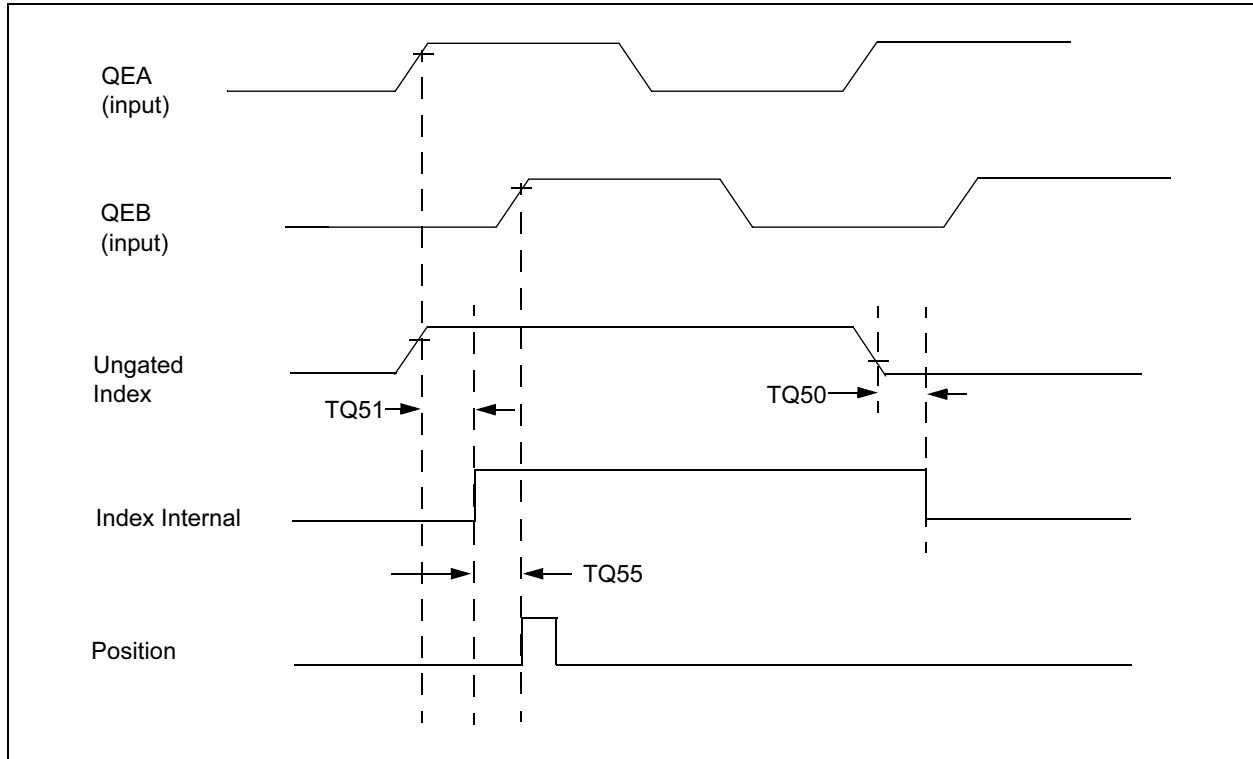 QEA
(input)
QEB
(input)
Ungated
Index
TQ51
TQ50
Index Internal
TQ55
Position